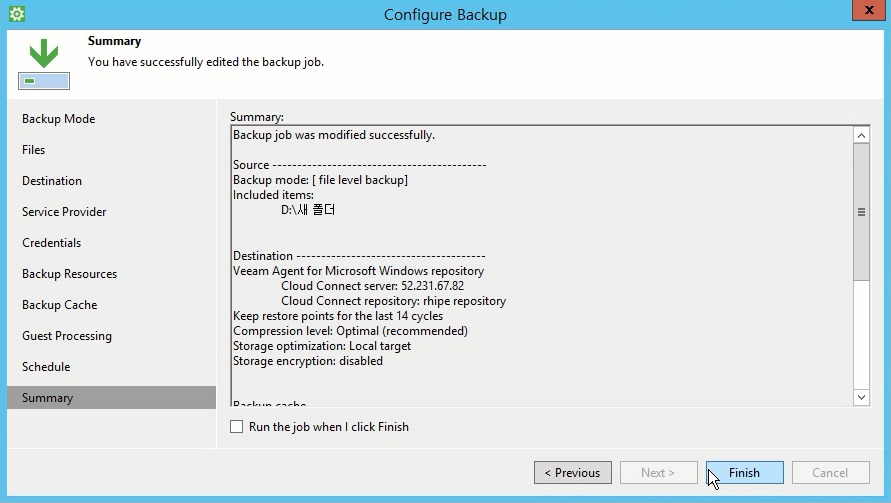 Configure Backup
x
Summary
You have successfully edited the backup job.
Backup Mode
Files
Destination
Service Provider
Credentials
Backup Resources
Backup Cache
Guest Processing
Schedule
Summary
Summary:
Backup job was modified successfully.
Source -------------------------------------------
Backup mode: [ file level backup]
Included items:
D:\새 폴더
Destination --------------------------------------
Veeam Agent for Microsoft Windows repository
Cloud Connect server: 52.231.67.82
Cloud Connect repository: rhipe repository
Keep restore points for the last 14 cycles
Compression level: Optimal (recommended)
Storage optimization: Local target
Storage encryption: disabled
Backup cache
Run the job when I click Finish
< Previous
Next >
Finish
Cancel